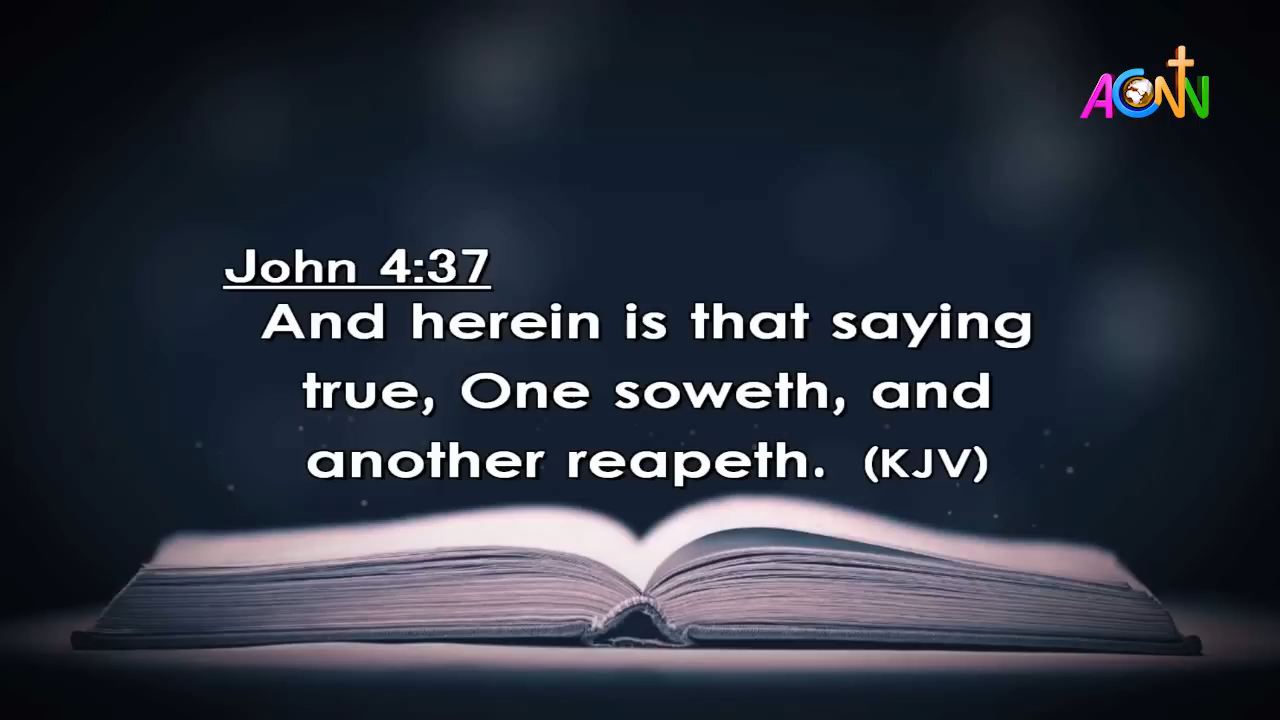 ACNN
John 4:37
And herein is that saying
true, One soweth, and
another reapeth. (KJV)